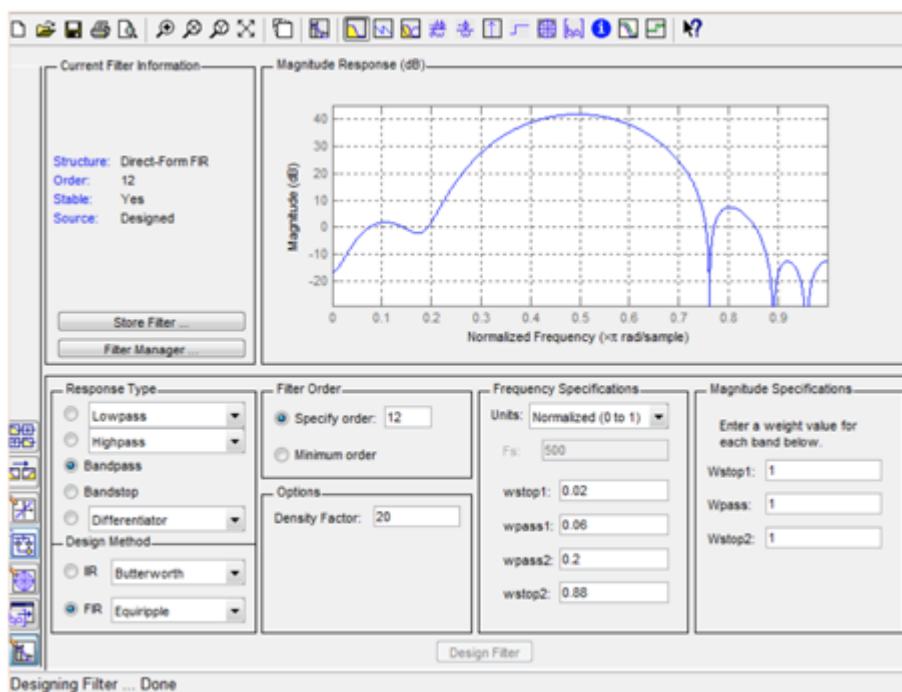 Current Filter Information
Structure: Direct-Form FIR
Order: 12
Stable: Yes
Source: Designed
Store Filter ...
Filter Manager ...
Magnitude Response (dB)
Magnitude (dB)
40
30
20
10
0
-10
-20
0 0.1 0.2 0.3 0.4 0.5 0.6 0.7 0.8 0.9
Normalized Frequency (×π rad/sample)
Response Type
Lowpass
Highpass
Bandpass
Bandstop
Differentiator
Design Method
IIR Butterworth
FIR Equiripple
Filter Order
Specify order: 12
Minimum order
Options
Density Factor: 20
Frequency Specifications
Units: Normalized (0 to 1)
Fs: 500
wstop1: 0.02
wpass1: 0.06
wpass2: 0.2
wstop2: 0.88
Magnitude Specifications
Enter a weight value for
each band below.
Wstop1: 1
Wpass: 1
Wstop2: 1
Design Filter
Designing Filter ... Done